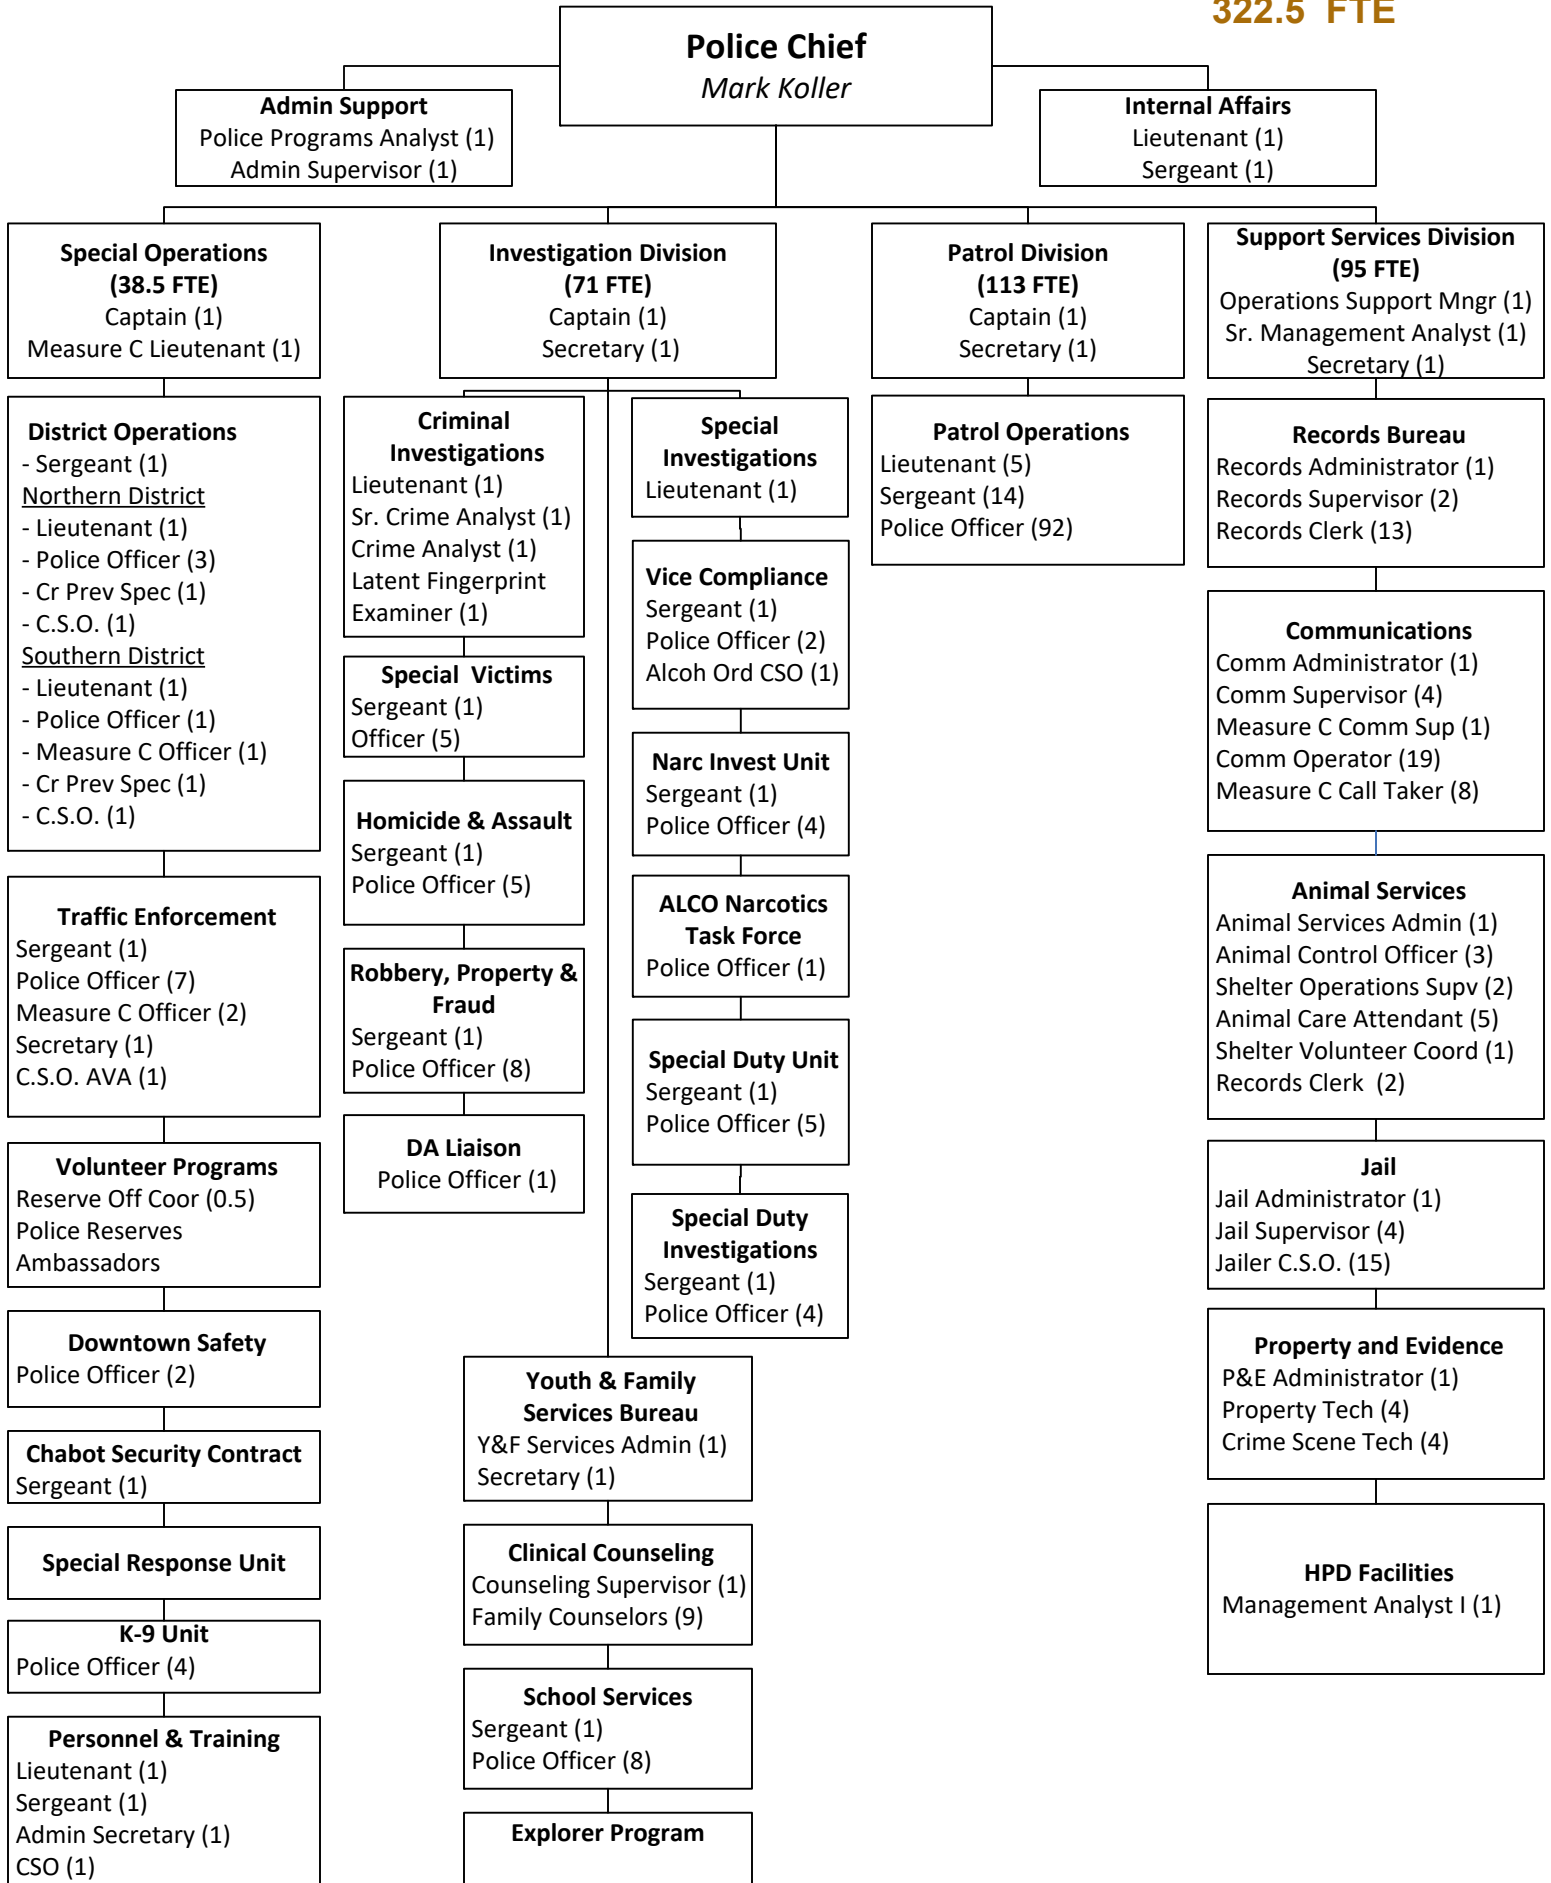 322.5 FTE
Police Chief
Mark Koller
Admin Support
Police Programs Analyst (1)
Admin Supervisor (1)
Internal Affairs
Lieutenant (1)
Sergeant (1)
Special Operations
(38.5 FTE)
Captain (1)
Measure C Lieutenant (1)
District Operations
- Sergeant (1)
Northern District
- Lieutenant (1)
- Police Officer (3)
- Cr Prev Spec (1)
- C.S.O. (1)
Southern District
- Lieutenant (1)
- Police Officer (1)
- Measure C Officer (1)
- Cr Prev Spec (1)
- C.S.O. (1)
Traffic Enforcement
Sergeant (1)
Police Officer (7)
Measure C Officer (2)
Secretary (1)
C.S.O. AVA (1)
Volunteer Programs
Reserve Off Coor (0.5)
Police Reserves
Ambassadors
Downtown Safety
Police Officer (2)
Chabot Security Contract
Sergeant (1)
Special Response Unit
K-9 Unit
Police Officer (4)
Personnel & Training
Lieutenant (1)
Sergeant (1)
Admin Secretary (1)
CSO (1)
Investigation Division
(71 FTE)
Captain (1)
Secretary (1)
Criminal
Investigations
Lieutenant (1)
Sr. Crime Analyst (1)
Crime Analyst (1)
Latent Fingerprint
Examiner (1)
Special Victims
Sergeant (1)
Officer (5)
Homicide & Assault
Sergeant (1)
Police Officer (5)
Robbery, Property &
Fraud
Sergeant (1)
Police Officer (8)
DA Liaison
Police Officer (1)
Special
Investigations
Lieutenant (1)
Vice Compliance
Sergeant (1)
Police Officer (2)
Alcoh Ord CSO (1)
Narc Invest Unit
Sergeant (1)
Police Officer (4)
ALCO Narcotics
Task Force
Police Officer (1)
Special Duty Unit
Sergeant (1)
Police Officer (5)
Special Duty
Investigations
Sergeant (1)
Police Officer (4)
Youth & Family
Services Bureau
Y&F Services Admin (1)
Secretary (1)
Clinical Counseling
Counseling Supervisor (1)
Family Counselors (9)
School Services
Sergeant (1)
Police Officer (8)
Explorer Program
Patrol Division
(113 FTE)
Captain (1)
Secretary (1)
Patrol Operations
Lieutenant (5)
Sergeant (14)
Police Officer (92)
Support Services Division
(95 FTE)
Operations Support Mngr (1)
Sr. Management Analyst (1)
Secretary (1)
Records Bureau
Records Administrator (1)
Records Supervisor (2)
Records Clerk (13)
Communications
Comm Administrator (1)
Comm Supervisor (4)
Measure C Comm Sup (1)
Comm Operator (19)
Measure C Call Taker (8)
Animal Services
Animal Services Admin (1)
Animal Control Officer (3)
Shelter Operations Supv (2)
Animal Care Attendant (5)
Shelter Volunteer Coord (1)
Records Clerk (2)
Jail
Jail Administrator (1)
Jail Supervisor (4)
Jailer C.S.O. (15)
Property and Evidence
P&E Administrator (1)
Property Tech (4)
Crime Scene Tech (4)
HPD Facilities
Management Analyst I (1)